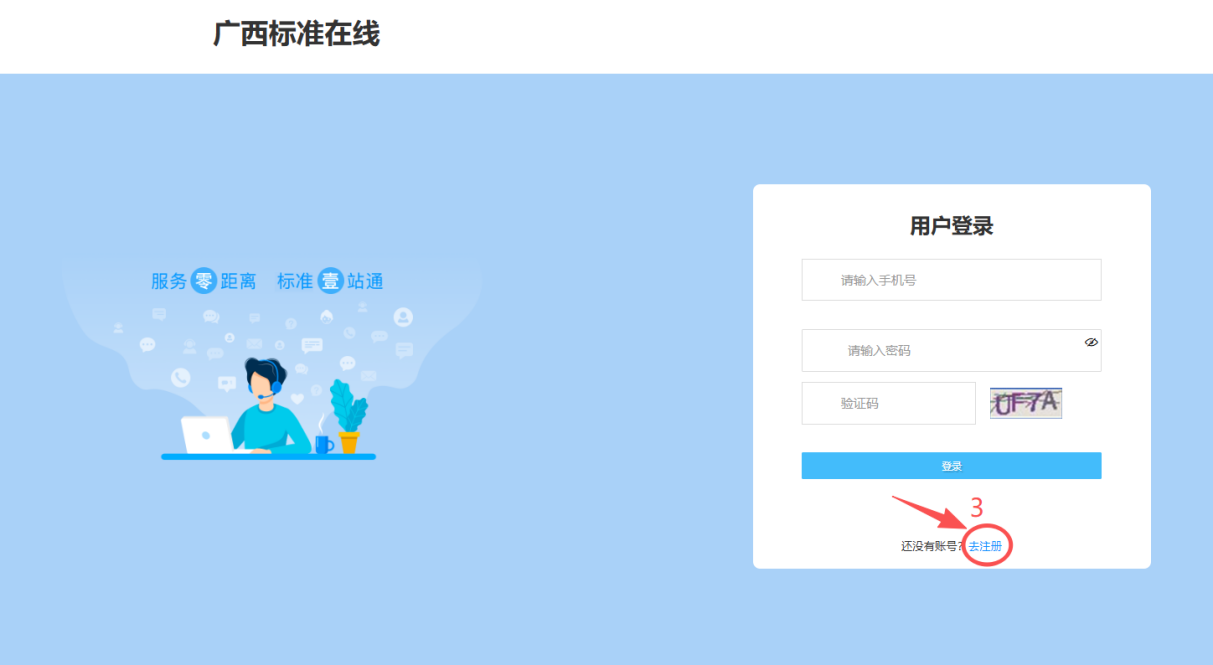 广西标准在线
服务零距离 标准壹站通
用户登录
请输入手机号
请输入密码
验证码
UF7A
登录
3
还没有账号?去注册